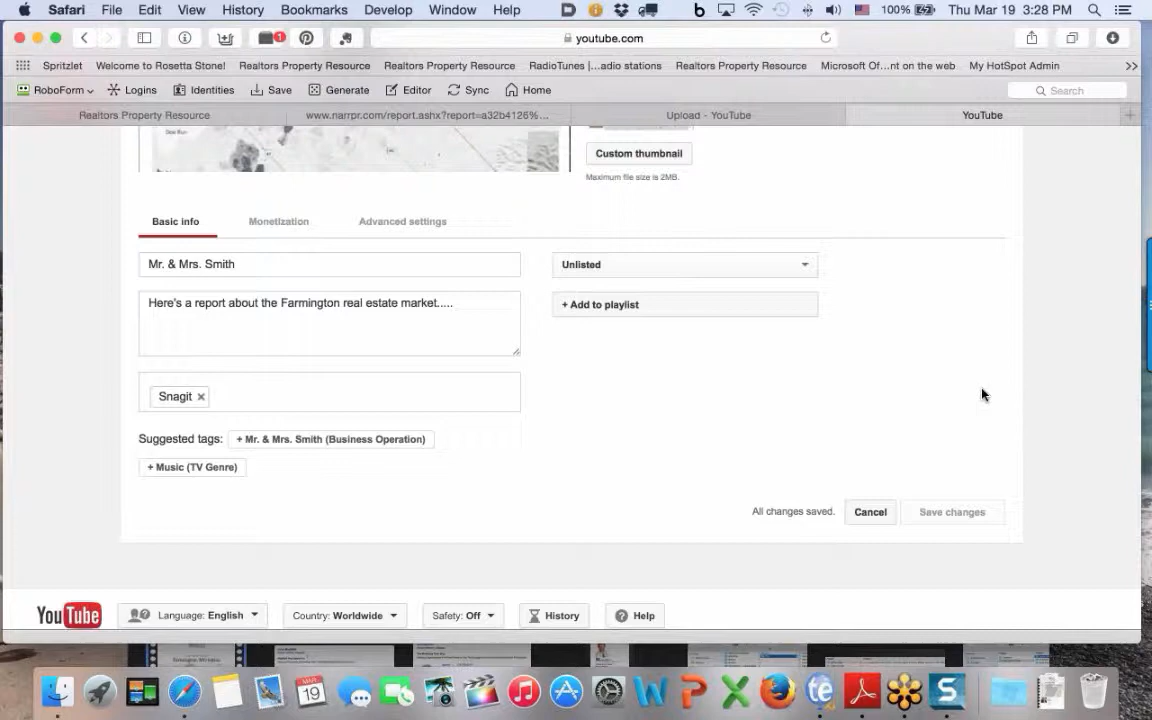 Safari File Edit View History Bookmarks Develop Window Help 100% Thu Mar 19 3:28 PM
1 youtube.com
Spritzlet Welcome to Rosetta Stone! Realtors Property Resource Realtors Property Resource RadioTunes |...adio stations Realtors Property Resource Microsoft Of...nt on the web My HotSpot Admin
RoboForm Logins Identities Save Generate Editor Sync Home Search
Realtors Property Resource www.narrpr.com/report.ashx?report=a32b4126%... Upload - YouTube YouTube
Custom thumbnail
Maximum file size is 2MB.
Basic info Monetization Advanced settings
Mr. & Mrs. Smith Unlisted
Here's a report about the Farmington real estate market..... + Add to playlist
Snagit ×
Suggested tags: + Mr. & Mrs. Smith (Business Operation)
+ Music (TV Genre)
All changes saved. Cancel Save changes
YouTube Language: English Country: Worldwide Safety: Off History Help
19